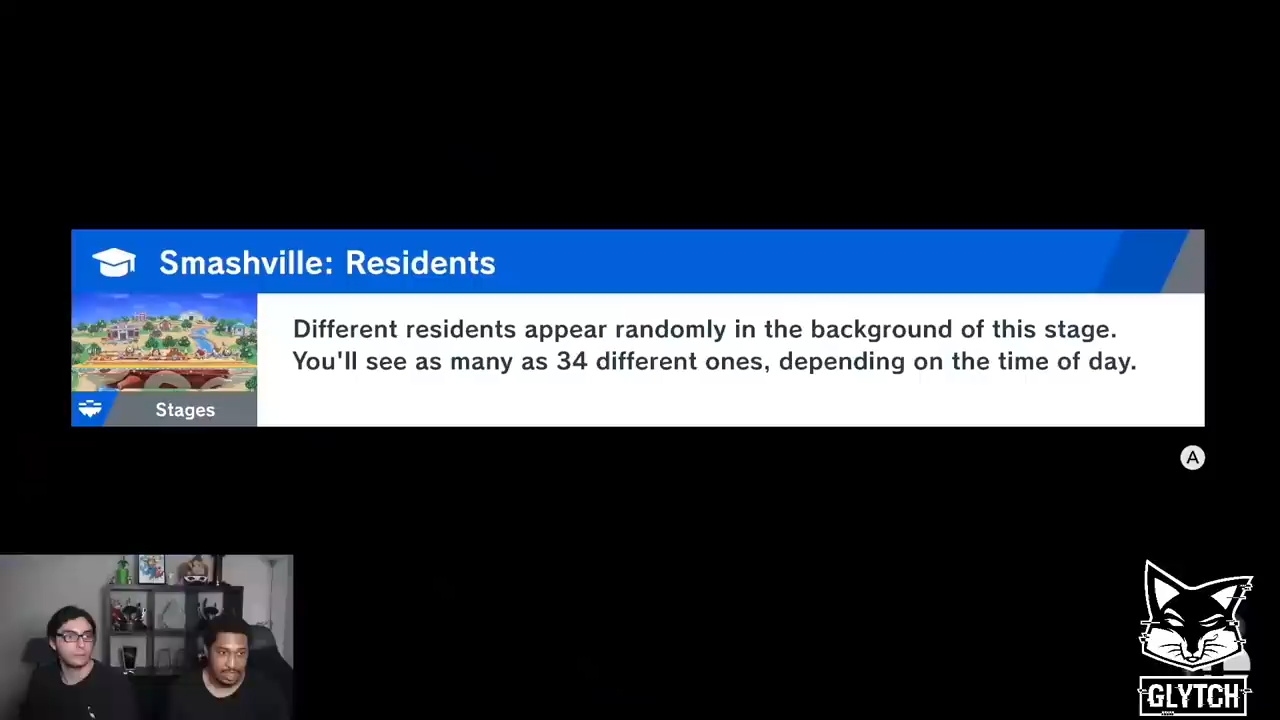 Smashville: Residents
Different residents appear randomly in the background of this stage.
You'll see as many as 34 different ones, depending on the time of day.
Stages
A
GLYTCH